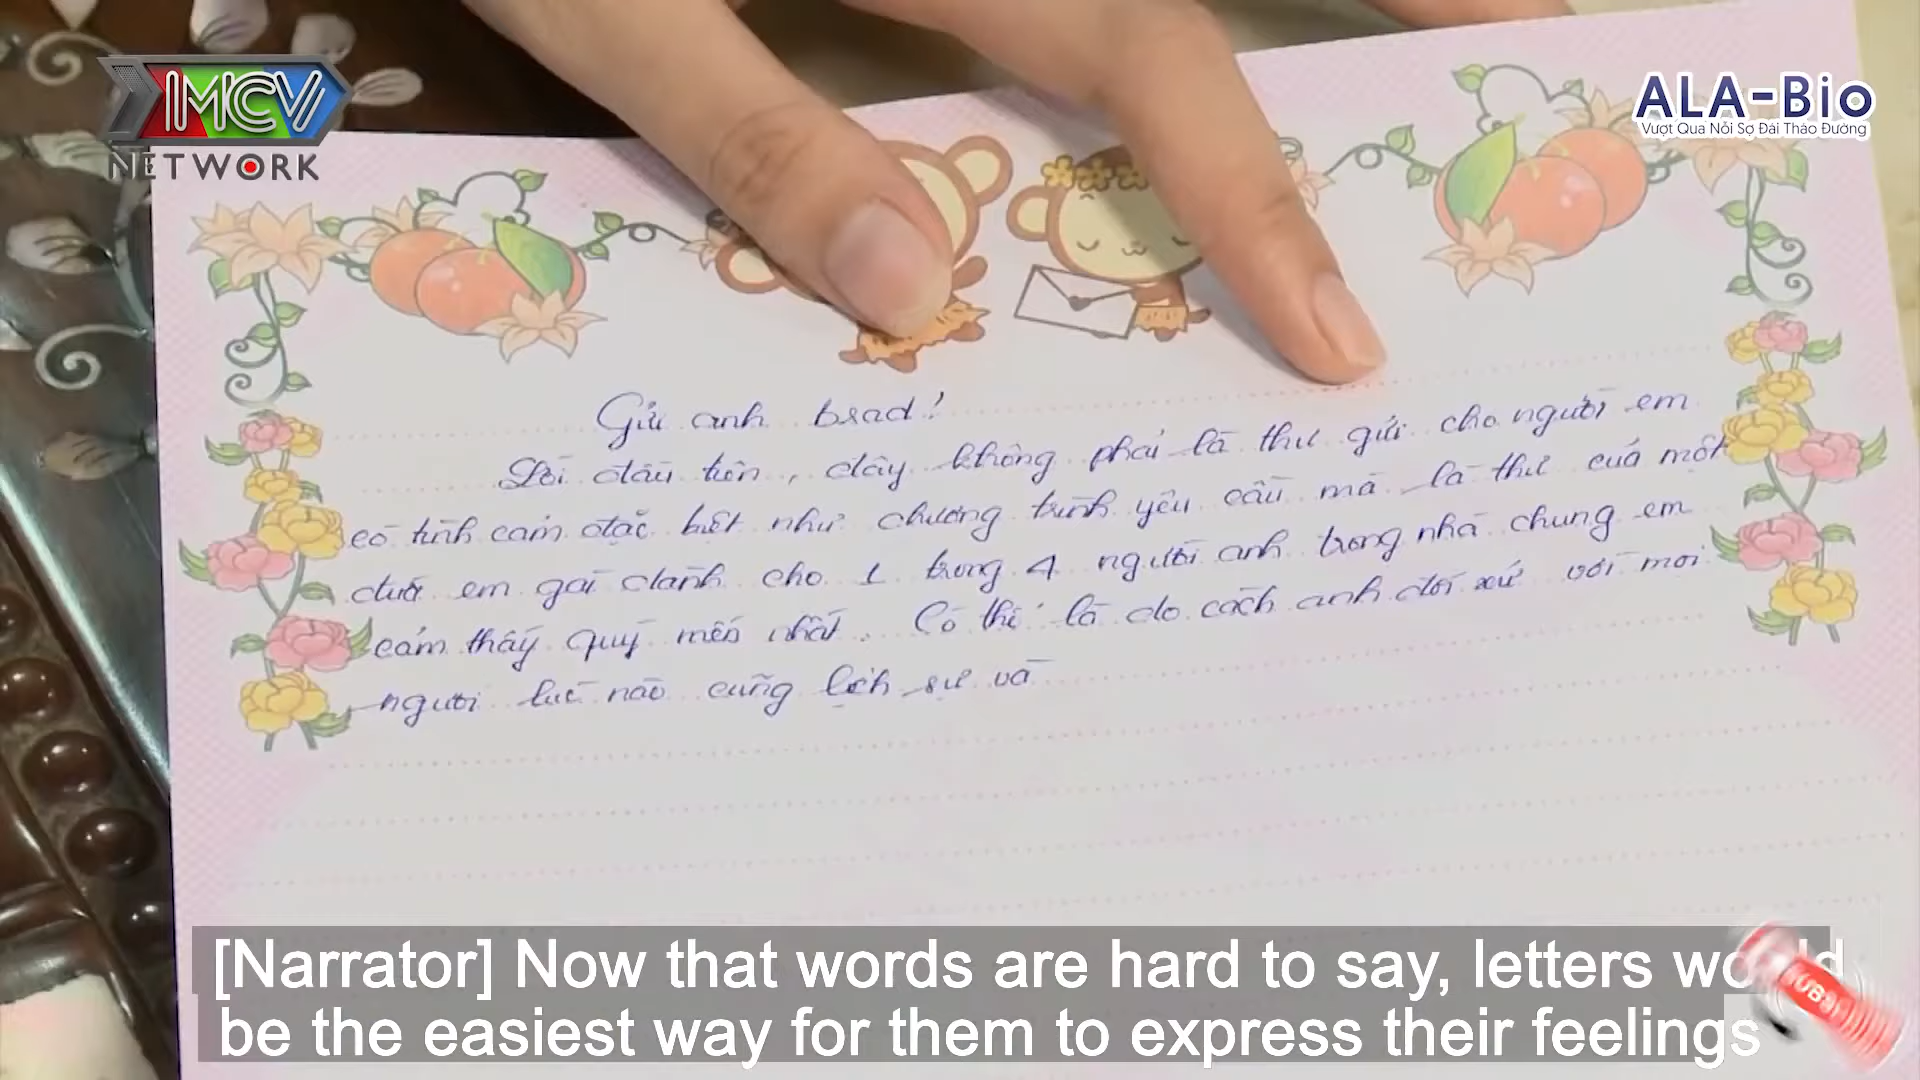 MCV
NETWORK
ALA-Bio
Vượt Qua Nỗi Sợ Đái Tháo Đường
Gửi anh brad!
Lời đầu tiên, đây không phải là thư gửi cho người em
có tình cảm đặc biệt như chương trình yêu cầu mà là thư của một
đứa em gái dành cho 1 trong 4 người anh trong nhà chung em
cảm thấy quý mến nhất. Có thể là do cách anh đối xử với mọi
người lúc nào cũng lịch sự và
[Narrator] Now that words are hard to say, letters would
be the easiest way for them to express their feelings